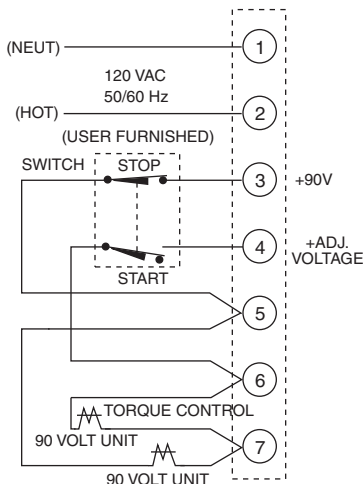 (NEUT)
1
120 VAC
50/60 Hz
(HOT)
2
(USER FURNISHED)
SWITCH
STOP
3
+90V
4
+ADJ.
VOLTAGE
START
5
6
TORQUE CONTROL
90 VOLT UNIT
7
90 VOLT UNIT